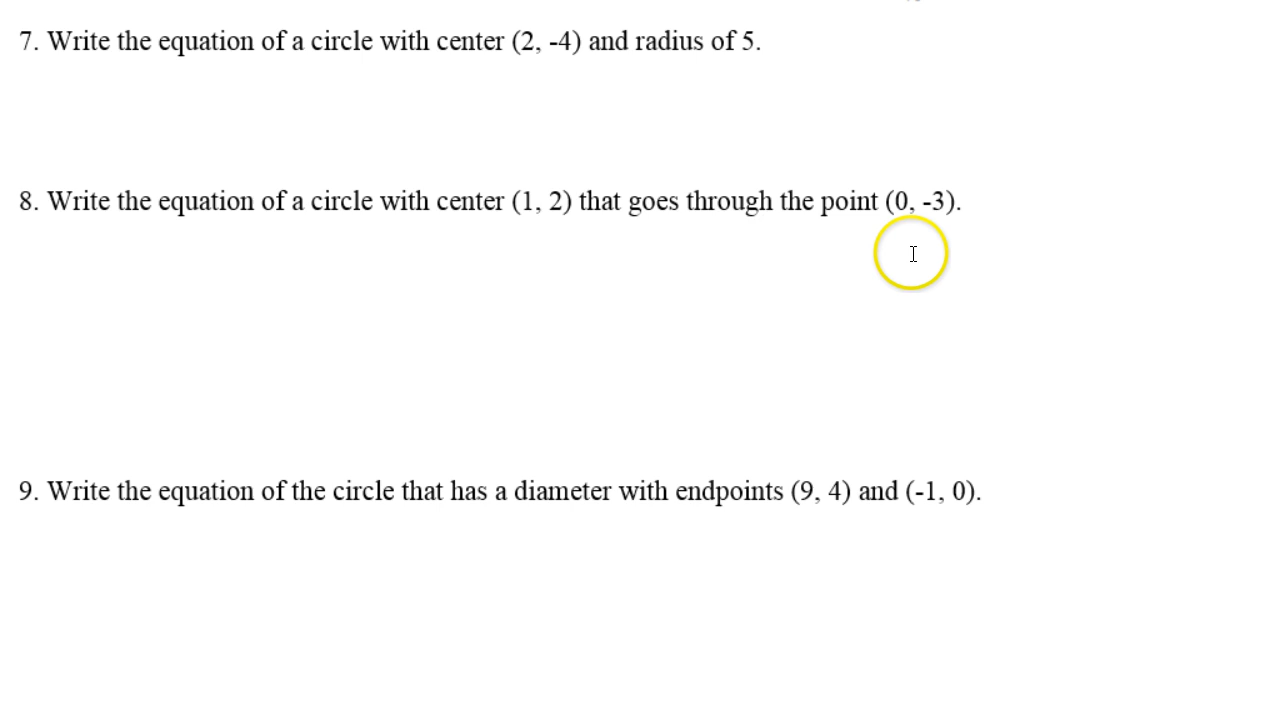 7. Write the equation of a circle with center (2, -4) and radius of 5.
8. Write the equation of a circle with center (1, 2) that goes through the point (0, -3).
9. Write the equation of the circle that has a diameter with endpoints (9, 4) and (-1, 0).